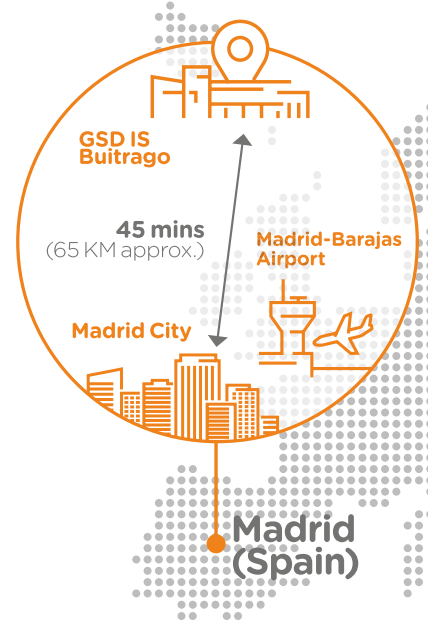 GSD IS
Buitrago
45 mins
(65 KM approx.)
Madrid-Barajas
Airport
Madrid City
Madrid
(Spain)